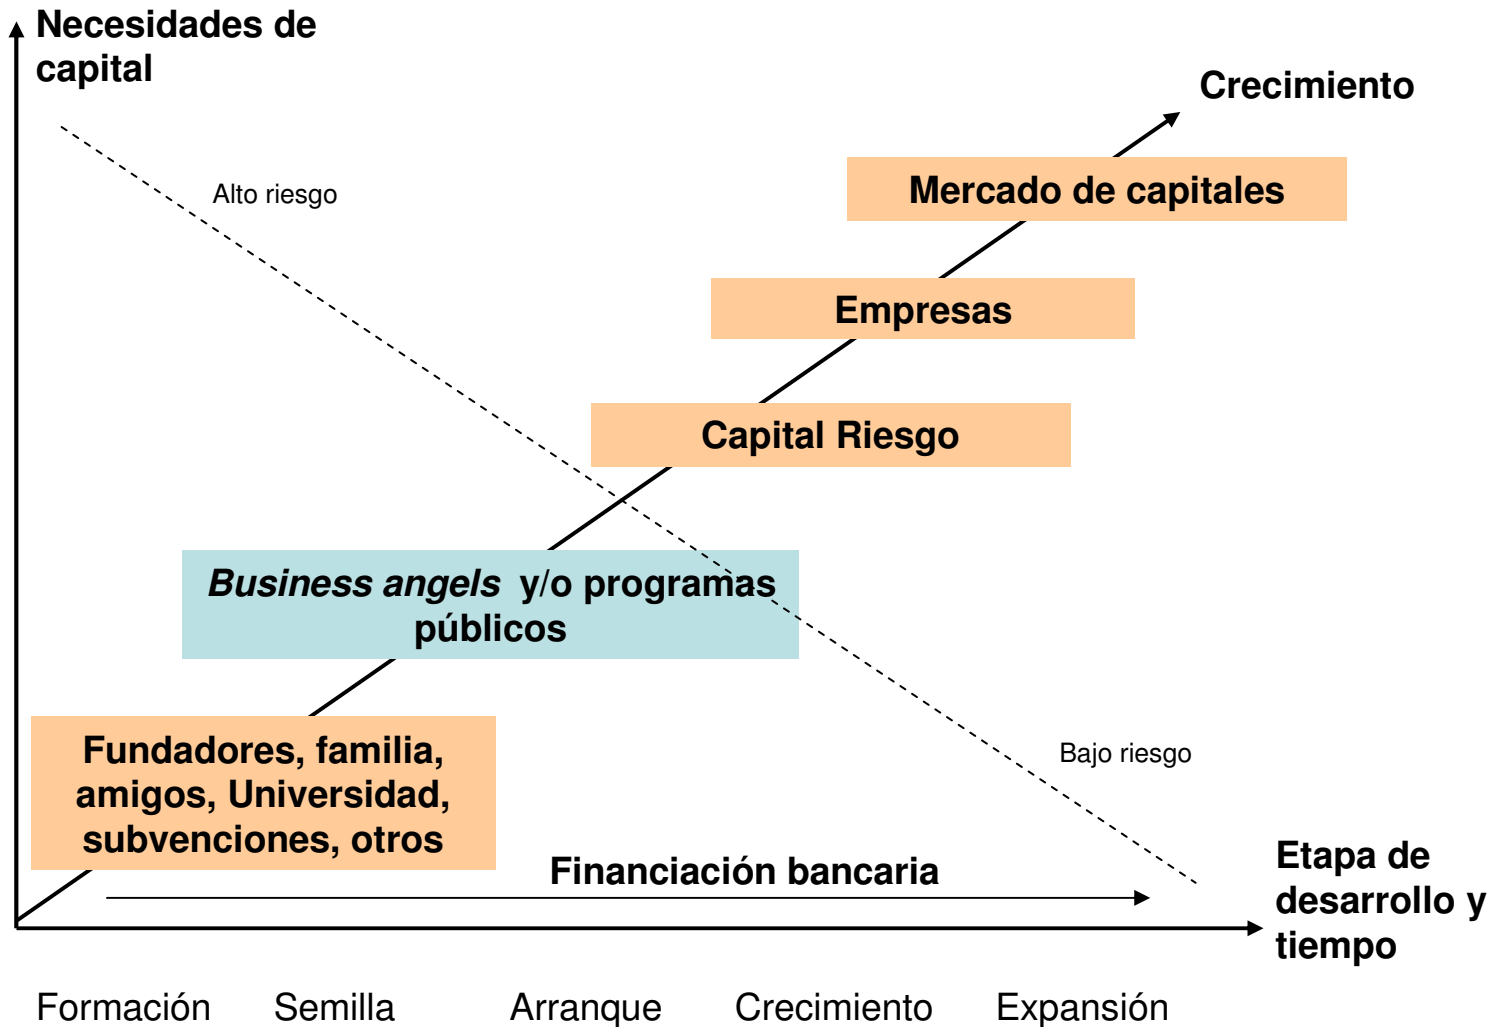 Necesidades de
capital
Crecimiento
Alto riesgo
Mercado de capitales
Empresas
Capital Riesgo
Business angels y/o programas
públicos
Fundadores, familia,
amigos, Universidad,
subvenciones, otros
Bajo riesgo
Financiación bancaria
Etapa de
desarrollo y
tiempo
Formación Semilla Arranque Crecimiento Expansión